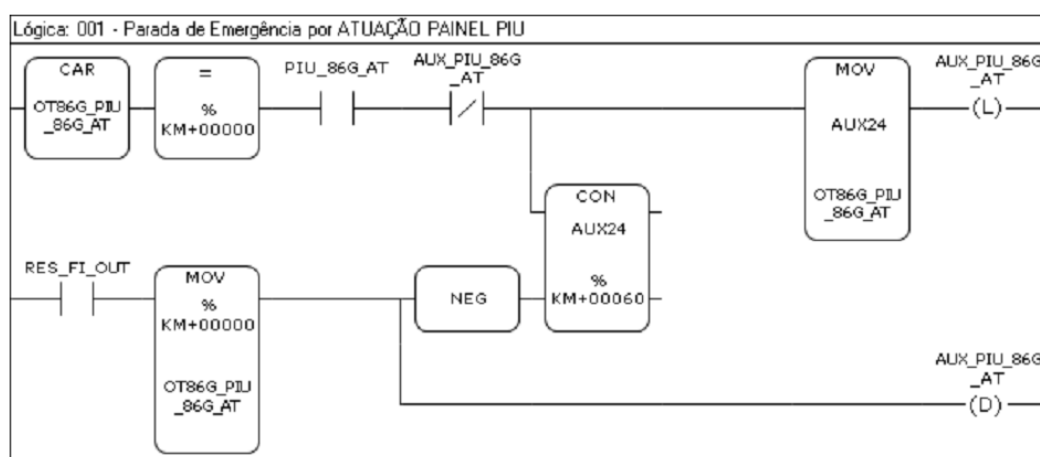 Lógica: 001 - Parada de Emergência por ATUAÇÃO PAINEL PIU
CAR
OT86G_PIU
_86G_AT
=
%
KM+00000
PIU_86G_AT
AUX_PIU_86G
_AT
MOV
AUX24
OT86G_PIU
_86G_AT
AUX_PIU_86G
_AT
(L)
CON
AUX24
%
KM+00060
RES_FI_OUT
MOV
%
KM+00000
OT86G_PIU
_86G_AT
NEG
AUX_PIU_86G
_AT
(D)